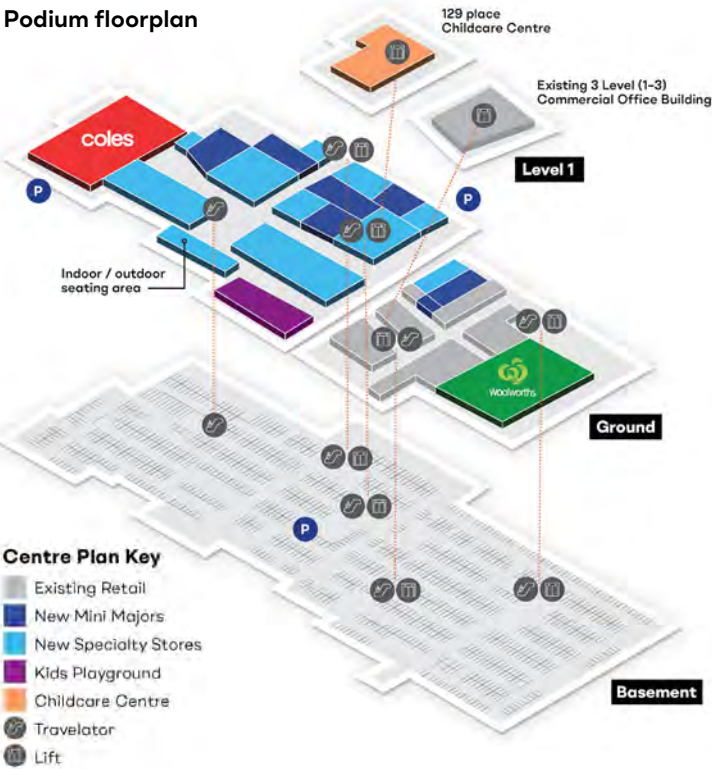 Podium floorplan
129 place
Childcare Centre
Existing 3 Level (1-3)
Commercial Office Building
coles
Level 1
P
P
Indoor / outdoor
seating area
Woolworths
Ground
P
Centre Plan Key
Existing Retail
New Mini Majors
New Specialty Stores
Kids Playground
Childcare Centre
Travelator
Lift
Basement